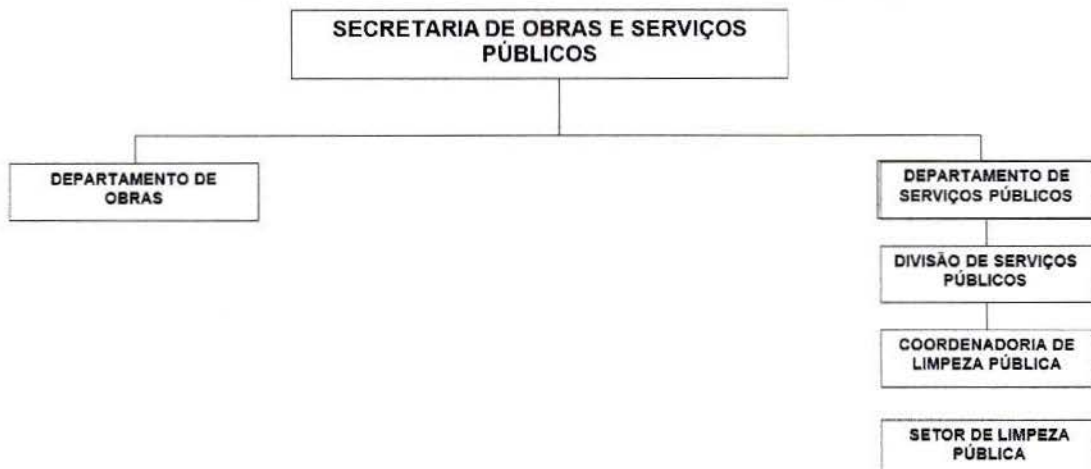 SECRETARIA DE OBRAS E SERVIÇOS
PÚBLICOS
DEPARTAMENTO DE
OBRAS
DEPARTAMENTO DE
SERVIÇOS PÚBLICOS
DIVISÃO DE SERVIÇOS
PÚBLICOS
COORDENADORIA DE
LIMPEZA PÚBLICA
SETOR DE LIMPEZA
PÚBLICA